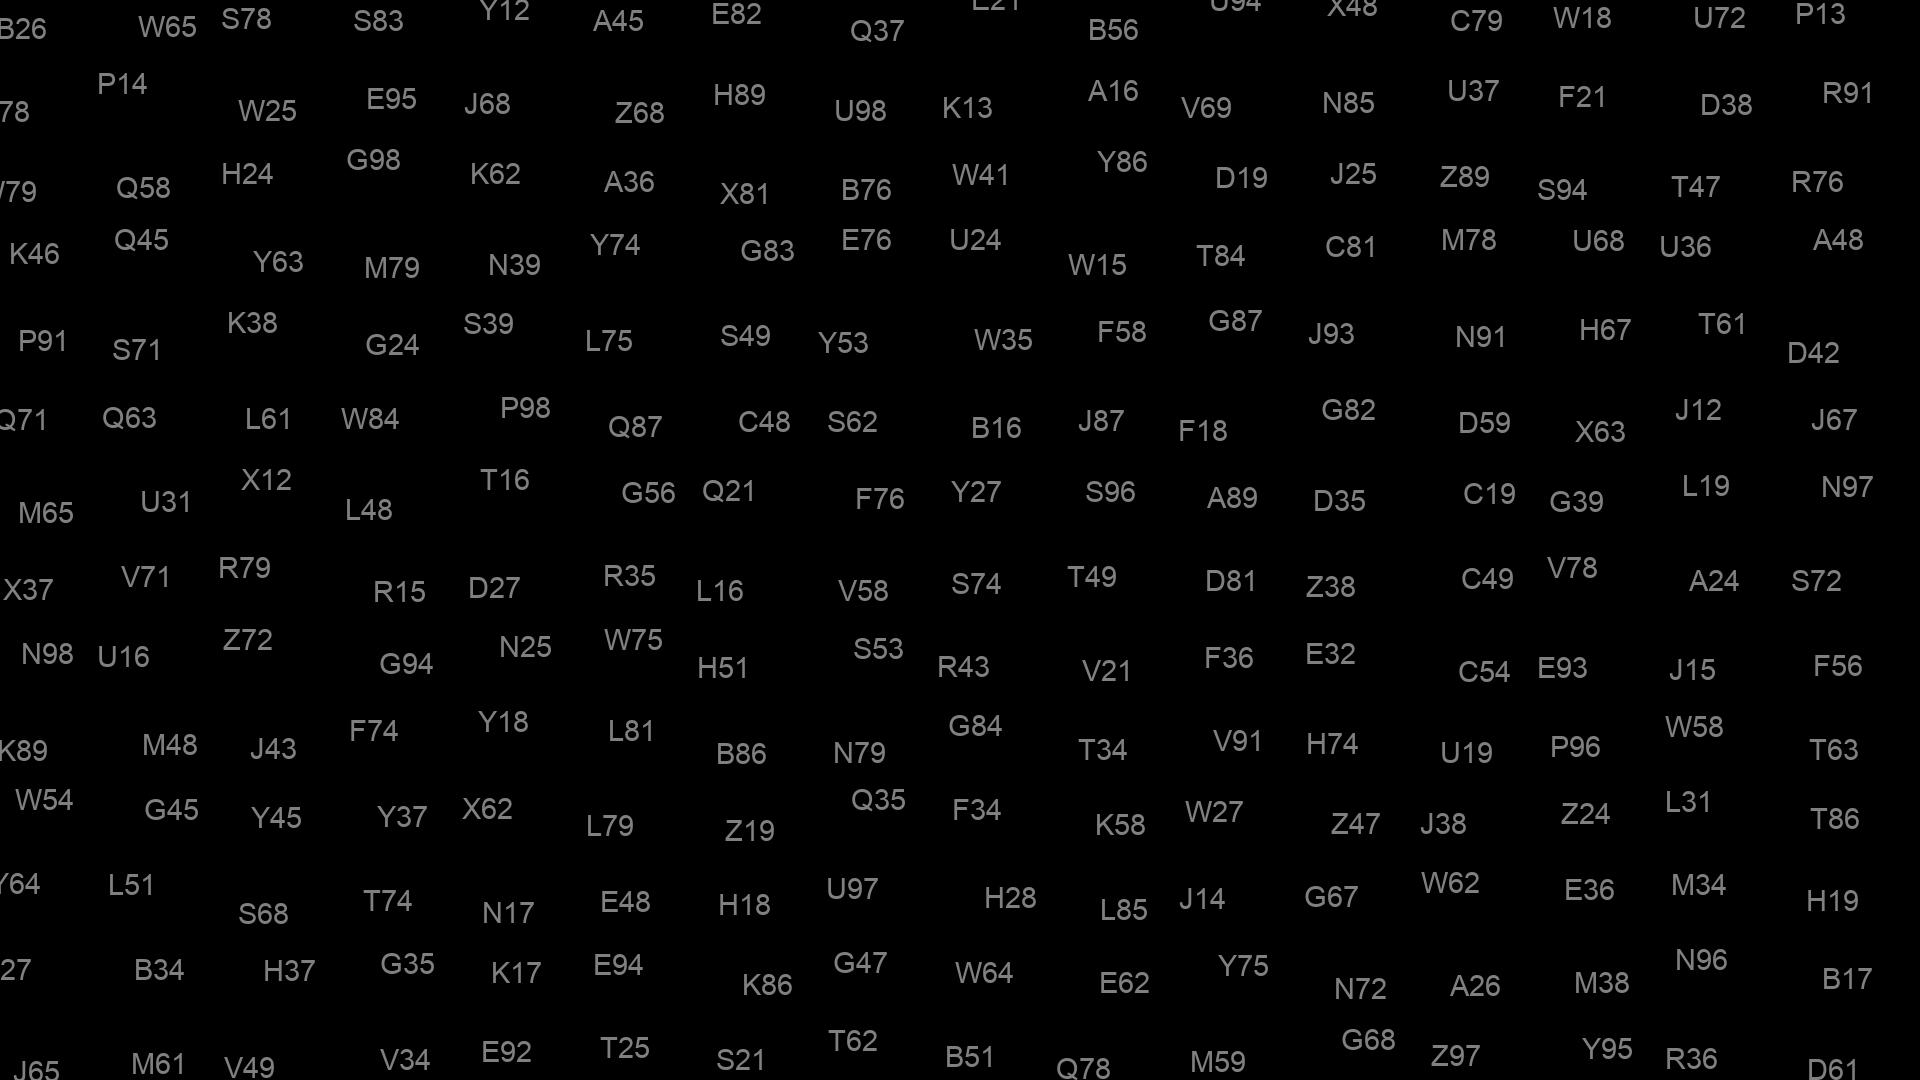 B26 W65 S78 S83 Y12 A45 E82 Q37 B56 U94 X48 C79 W18 U72 P13
78 P14 W25 E95 J68 Z68 H89 U98 K13 A16 V69 N85 U37 F21 D38 R91
79 Q58 H24 G98 K62 A36 X81 B76 W41 Y86 D19 J25 Z89 S94 T47 R76
K46 Q45 Y63 M79 N39 Y74 G83 E76 U24 W15 T84 C81 M78 U68 U36 A48
P91 S71 K38 G24 S39 L75 S49 Y53 W35 F58 G87 J93 N91 H67 T61 D42
Q71 Q63 L61 W84 P98 Q87 C48 S62 B16 J87 F18 G82 D59 X63 J12 J67
M65 U31 X12 L48 T16 G56 Q21 F76 Y27 S96 A89 D35 C19 G39 L19 N97
X37 V71 R79 R15 D27 R35 L16 V58 S74 T49 D81 Z38 C49 V78 A24 S72
N98 U16 Z72 G94 N25 W75 H51 S53 R43 V21 F36 E32 C54 E93 J15 F56
K89 M48 J43 F74 Y18 L81 B86 N79 G84 T34 V91 H74 U19 P96 W58 T63
W54 G45 Y45 Y37 X62 L79 Z19 Q35 F34 K58 W27 Z47 J38 Z24 L31 T86
Y64 L51 S68 T74 N17 E48 H18 U97 H28 L85 J14 G67 W62 E36 M34 H19
27 B34 H37 G35 K17 E94 K86 G47 W64 E62 Y75 N72 A26 M38 N96 B17
J65 M61 V49 V34 E92 T25 S21 T62 B51 Q78 M59 G68 Z97 Y95 R36 D61